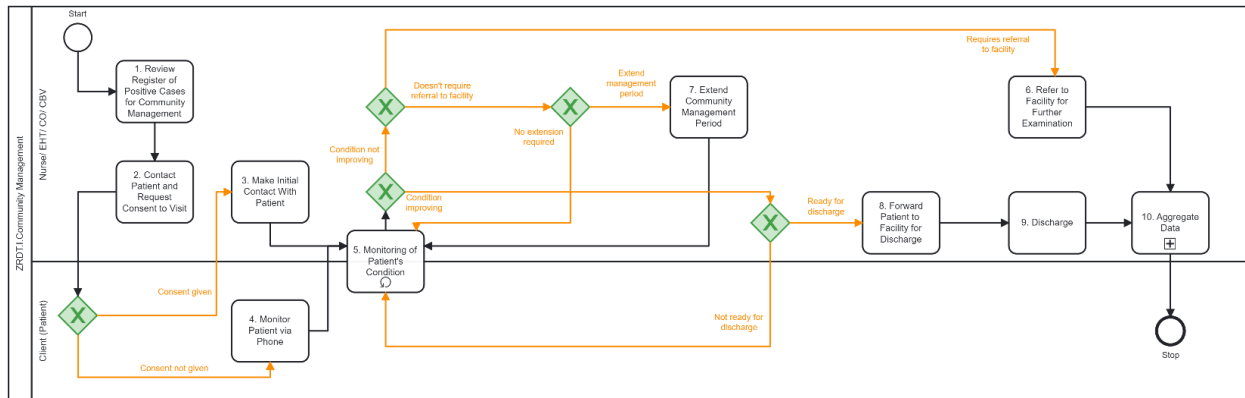 ZRDT.I.Community Management
Nurse/ EHT/ CO/ CBV
Client (Patient)
Start
1. Review
Register of
Positive Cases
for Community
Management
2. Contact
Patient and
Request
Consent to Visit
Consent given
Consent not given
3. Make Initial
Contact With
Patient
4. Monitor
Patient via
Phone
5. Monitoring of
Patient's
Condition
Condition not
improving
Condition
improving
Doesn't require
referral to facility
Requires referral
to facility
No extension
required
Extend
management
period
7. Extend
Community
Management
Period
6. Refer to
Facility for
Further
Examination
Ready for
discharge
Not ready for
discharge
8. Forward
Patient to
Facility for
Discharge
9. Discharge
10. Aggregate
Data
Stop